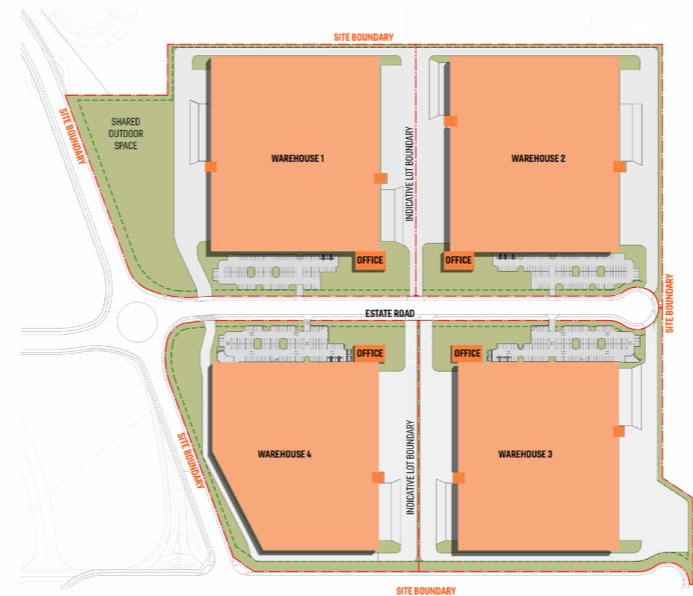 SITE BOUNDARY
SITE BOUNDARY
SHARED
OUTDOOR
SPACE
WAREHOUSE 1
INDICATIVE LOT BOUNDARY
WAREHOUSE 2
OFFICE
OFFICE
SITE BOUNDARY
ESTATE ROAD
OFFICE
OFFICE
SITE BOUNDARY
WAREHOUSE 4
INDICATIVE LOT BOUNDARY
WAREHOUSE 3
SITE BOUNDARY